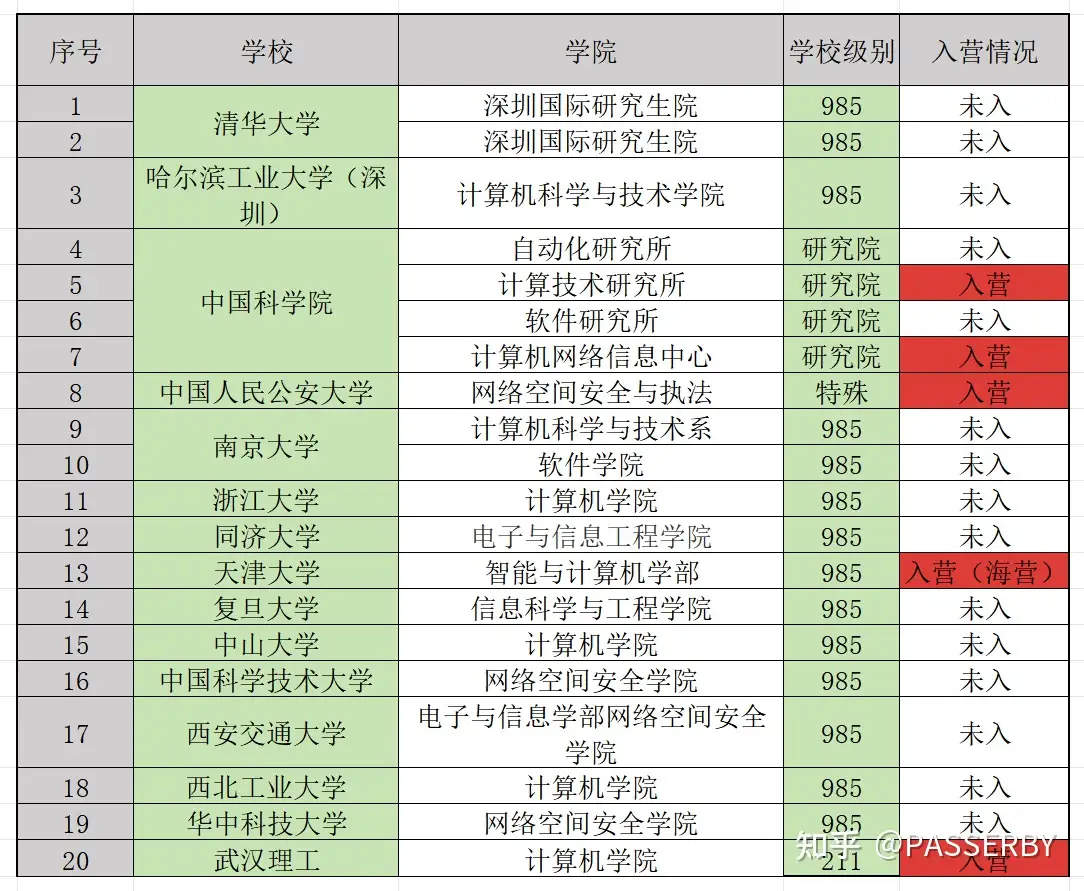 序号 学校 学院 学校级别 入营情况
1 清华大学 深圳国际研究生院 985 未入
2 深圳国际研究生院 985 未入
3 哈尔滨工业大学（深
圳） 计算机科学与技术学院 985 未入
4 中国科学院 自动化研究所 研究院 未入
5 计算技术研究所 研究院 入营
6 软件研究所 研究院 未入
7 计算机网络信息中心 研究院 入营
8 中国人民公安大学 网络空间安全与执法 特殊 入营
9 南京大学 计算机科学与技术系 985 未入
10 软件学院 985 未入
11 浙江大学 计算机学院 985 未入
12 同济大学 电子与信息工程学院 985 未入
13 天津大学 智能与计算机学部 985 入营（海营）
14 复旦大学 信息科学与工程学院 985 未入
15 中山大学 计算机学院 985 未入
16 中国科学技术大学 网络空间安全学院 985 未入
17 西安交通大学 电子与信息学部网络空间安全
学院 985 未入
18 西北工业大学 计算机学院 985 未入
19 华中科技大学 网络空间安全学院 985 未入
20 武汉理工 计算机学院 211 入营
知乎 @PASSERBY